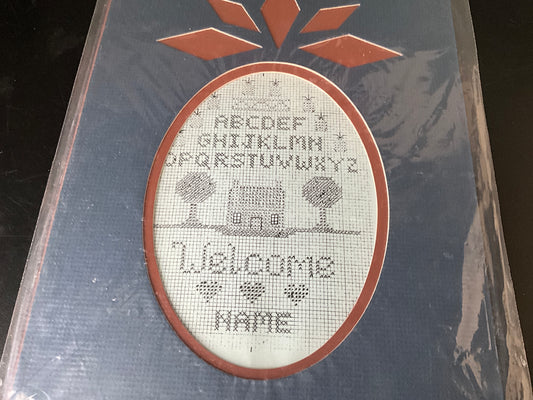 ABCDEF
GHIJKLMN
OPQRSTUVWXYZ
Welcome
NAME